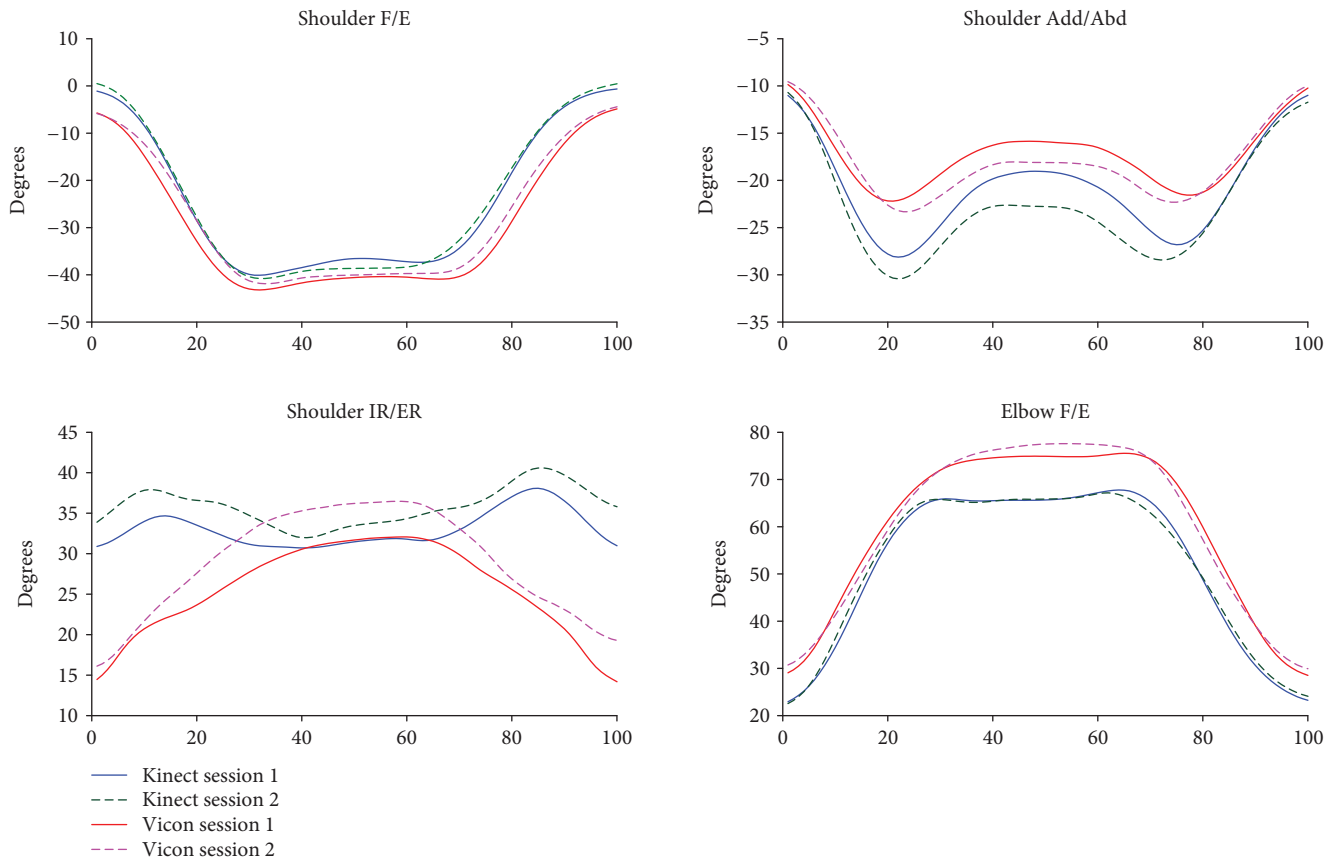 Shoulder F/E
Degrees
10
0
−10
−20
−30
−40
−50
0 20 40 60 80 100
Shoulder Add/Abd
Degrees
−5
−10
−15
−20
−25
−30
−35
0 20 40 60 80 100
Shoulder IR/ER
Degrees
45
40
35
30
25
20
15
10
0 20 40 60 80 100
Elbow F/E
Degrees
80
70
60
50
40
30
20
0 20 40 60 80 100
Kinect session 1
Kinect session 2
Vicon session 1
Vicon session 2